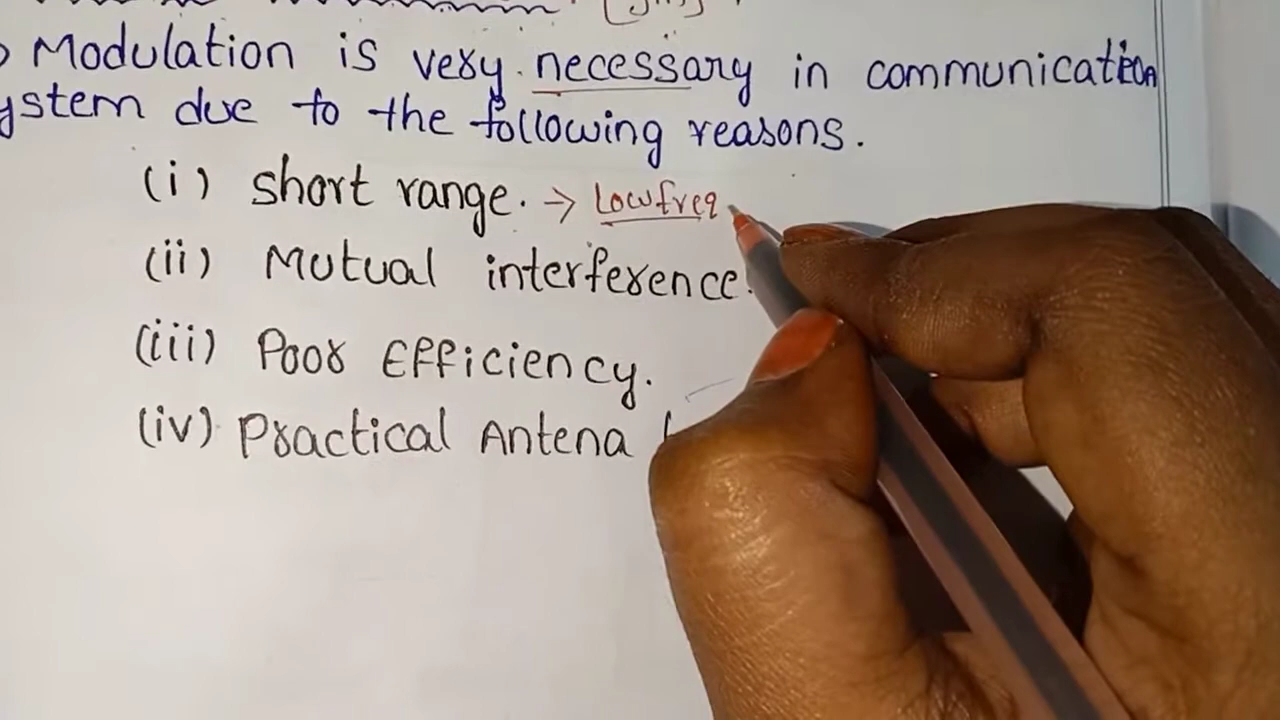 Modulation is very necessary in communication
ystem due to the following reasons.
(i) short range. → Lowfreq
(ii) Mutual interference.
(iii) Poor Efficiency.
(iv) Practical Antena